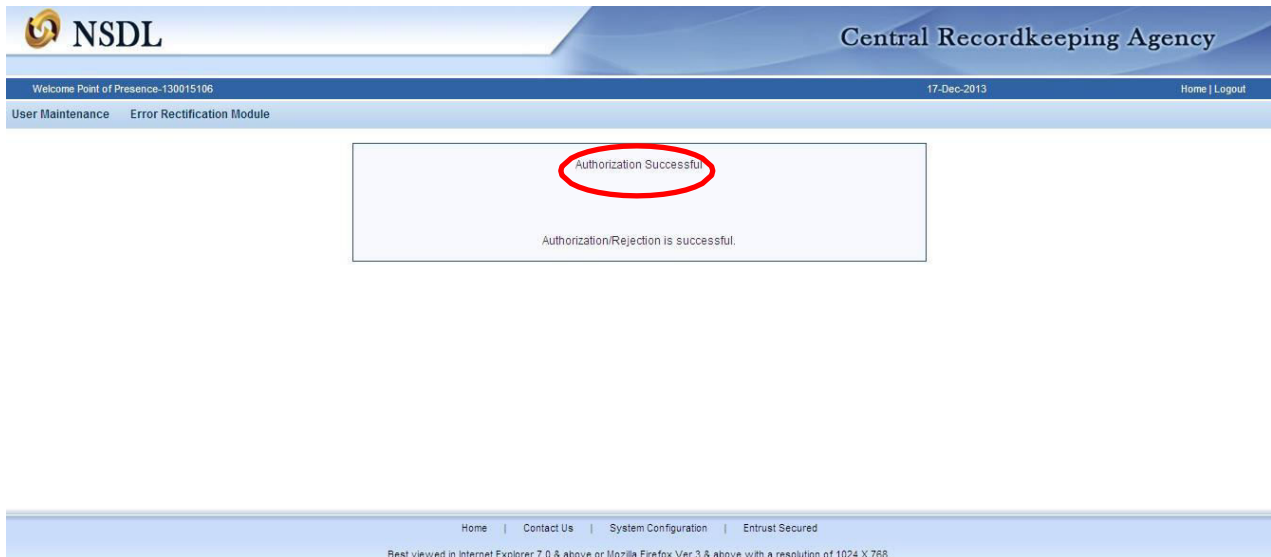 NSDL
Central Recordkeeping Agency
Welcome Point of Presence-130015106 17-Dec-2013 Home | Logout
User Maintenance Error Rectification Module
Authorization Successful
Authorization/Rejection is successful.
Home | Contact Us | System Configuration | Entrust Secured
Best viewed in Internet Explorer 7.0 & above or Mozilla Firefox Ver 3 & above with a resolution of 1024 X 768